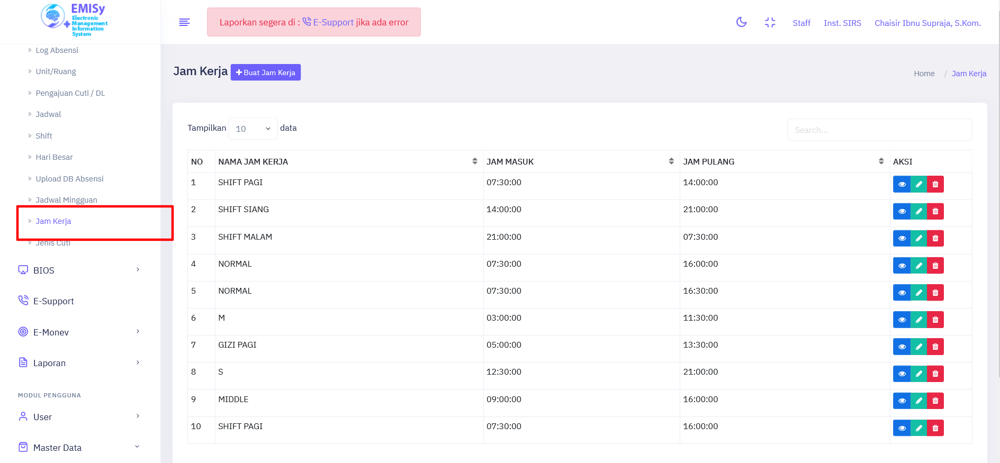 EMISy
Electronic
Management
Information
System
Log Absensi
Unit/Ruang
Pengajuan Cuti / DL
Jadwal
Shift
Hari Besar
Upload DB Absensi
Jadwal Mingguan
Jam Kerja
Jenis Cuti
BIOS
E-Support
E-Monev
Laporan
MODUL PENGGUNA
User
Master Data
Laporkan segera di : E-Support jika ada error
Staff Inst. SIRS Chaisir Ibnu Supraja, S.Kom.
Jam Kerja + Buat Jam Kerja
Home / Jam Kerja
Tampilkan 10 data
Search...
NO NAMA JAM KERJA JAM MASUK JAM PULANG AKSI
1 SHIFT PAGI 07:30:00 14:00:00
2 SHIFT SIANG 14:00:00 21:00:00
3 SHIFT MALAM 21:00:00 07:30:00
4 NORMAL 07:30:00 16:00:00
5 NORMAL 07:30:00 16:30:00
6 M 03:00:00 11:30:00
7 GIZI PAGI 05:00:00 13:30:00
8 S 12:30:00 21:00:00
9 MIDDLE 09:00:00 16:00:00
10 SHIFT PAGI 07:30:00 16:00:00